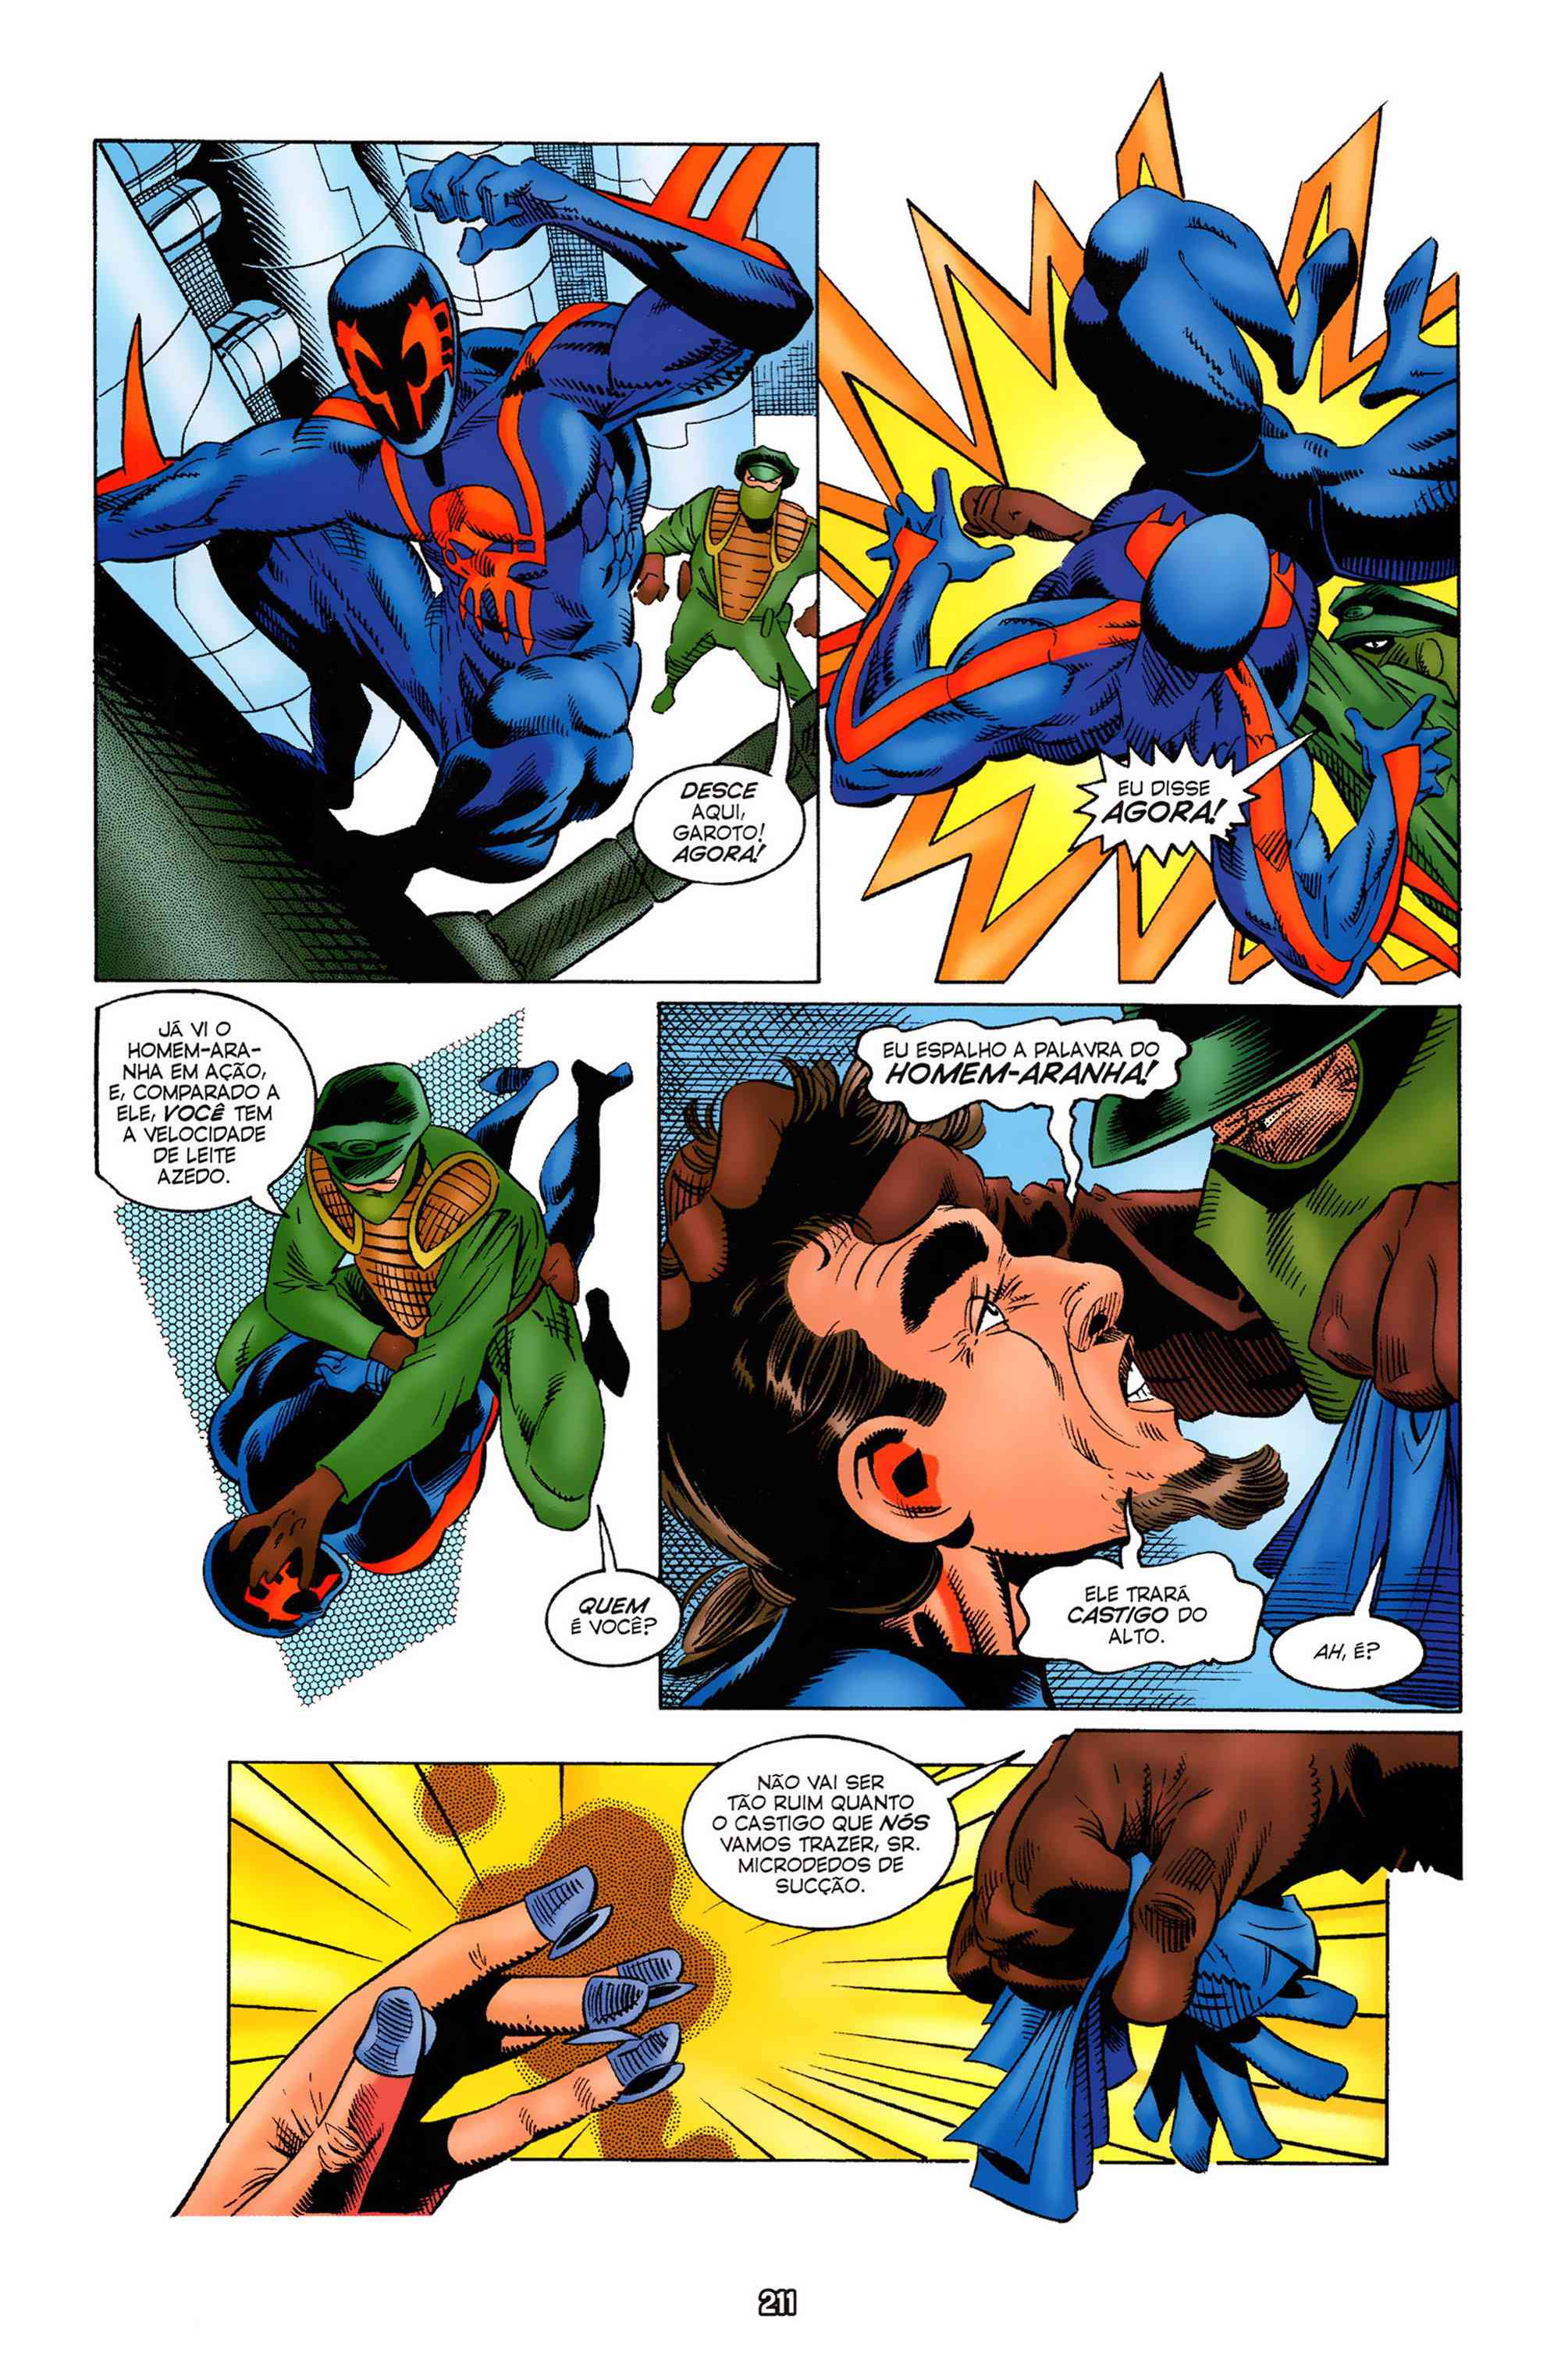 DESCE
AQUI,
GAROTO!
AGORA!
EU DISSE
AGORA!
JÁ VI O
HOMEM-ARA-
NHA EM AÇÃO,
E, COMPARADO A
ELE, VOCÊ TEM
A VELOCIDADE
DE LEITE
AZEDO.
QUEM
É VOCÊ?
EU ESPALHO A PALAVRA DO
HOMEM-ARANHA!
ELE TRARÁ
CASTIGO DO
ALTO.
AH, É?
NÃO VAI SER
TÃO RUIM QUANTO
O CASTIGO QUE NÓS
VAMOS TRAZER, SR.
MICRODEDOS DE
SUCÇÃO.
211